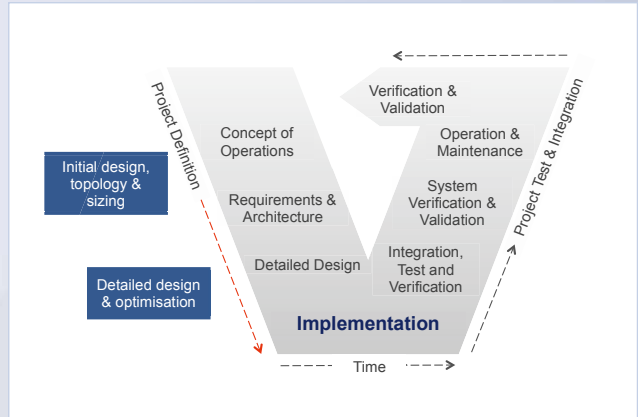 Verification &
Validation
Project Definition
Concept of
Operations
Operation &
Maintenance
Project Test & Integration
Initial design,
topology &
sizing
Requirements &
Architecture
System
Verification &
Validation
Detailed Design
Integration,
Test and
Verification
Detailed design
& optimisation
Implementation
Time